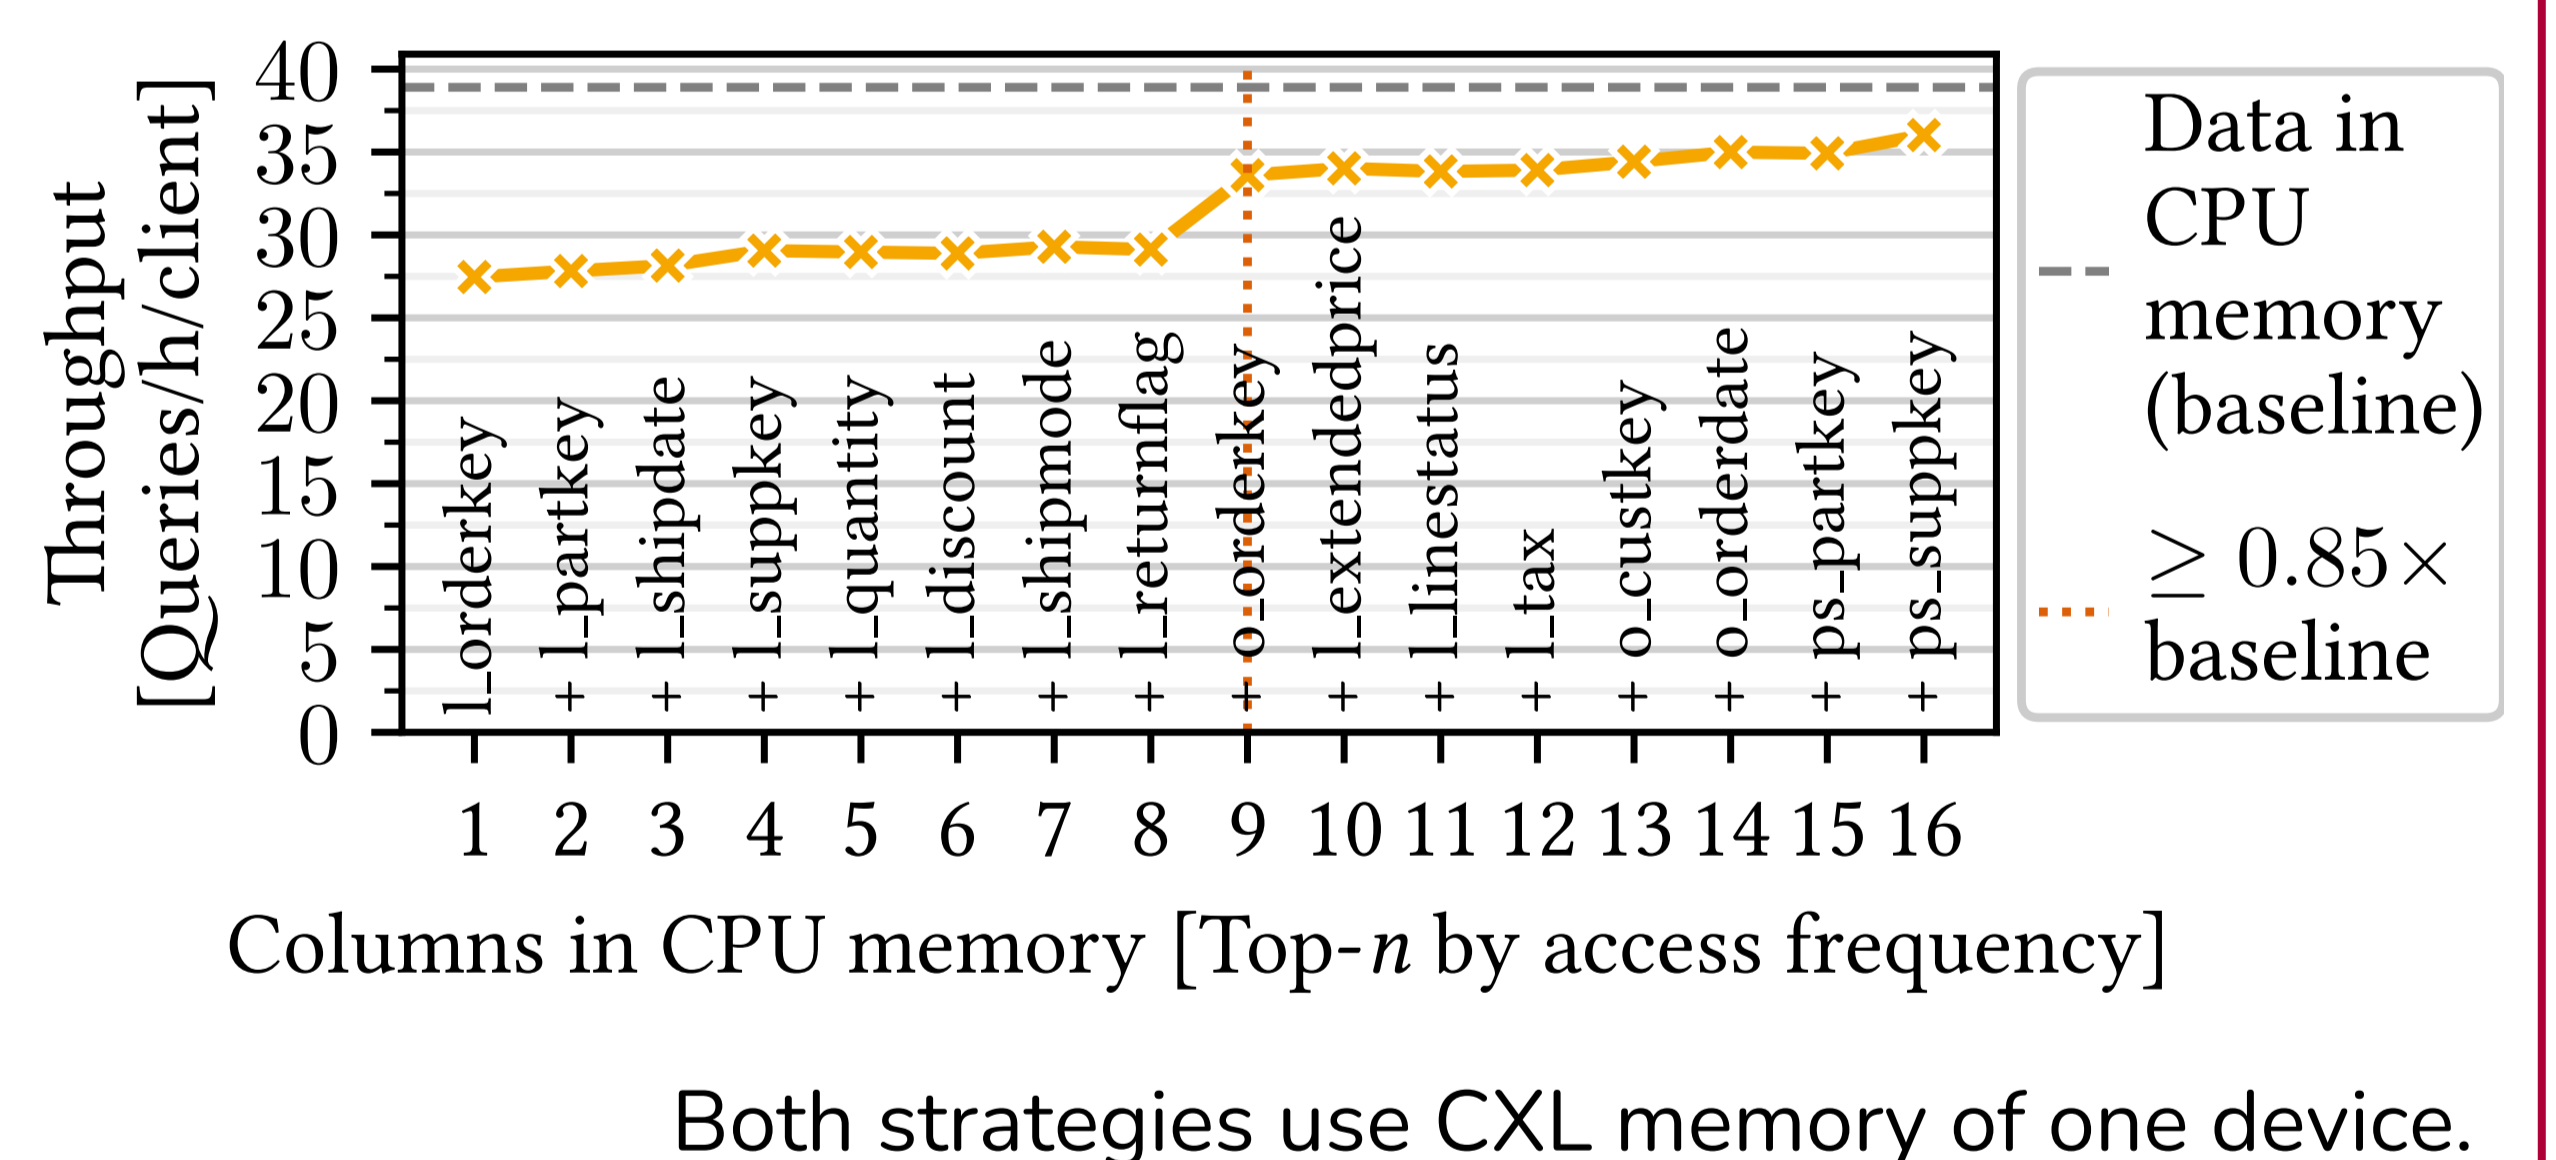 Throughput
[Queries/h/client]
40
35
30
25
20
15
10
5
0
l_orderkey
+ l_partkey
+ l_shipdate
+ l_suppkey
+ l_quantity
+ l_discount
+ l_shipmode
+ l_returnflag
+ o_orderkey
+ l_extendedprice
+ l_linestatus
+ l_tax
+ o_custkey
+ o_orderdate
+ ps_partkey
+ ps_suppkey
1 2 3 4 5 6 7 8 9 10 11 12 13 14 15 16
Columns in CPU memory [Top-n by access frequency]
Data in
CPU
memory
(baseline)
≥ 0.85×
baseline
Both strategies use CXL memory of one device.